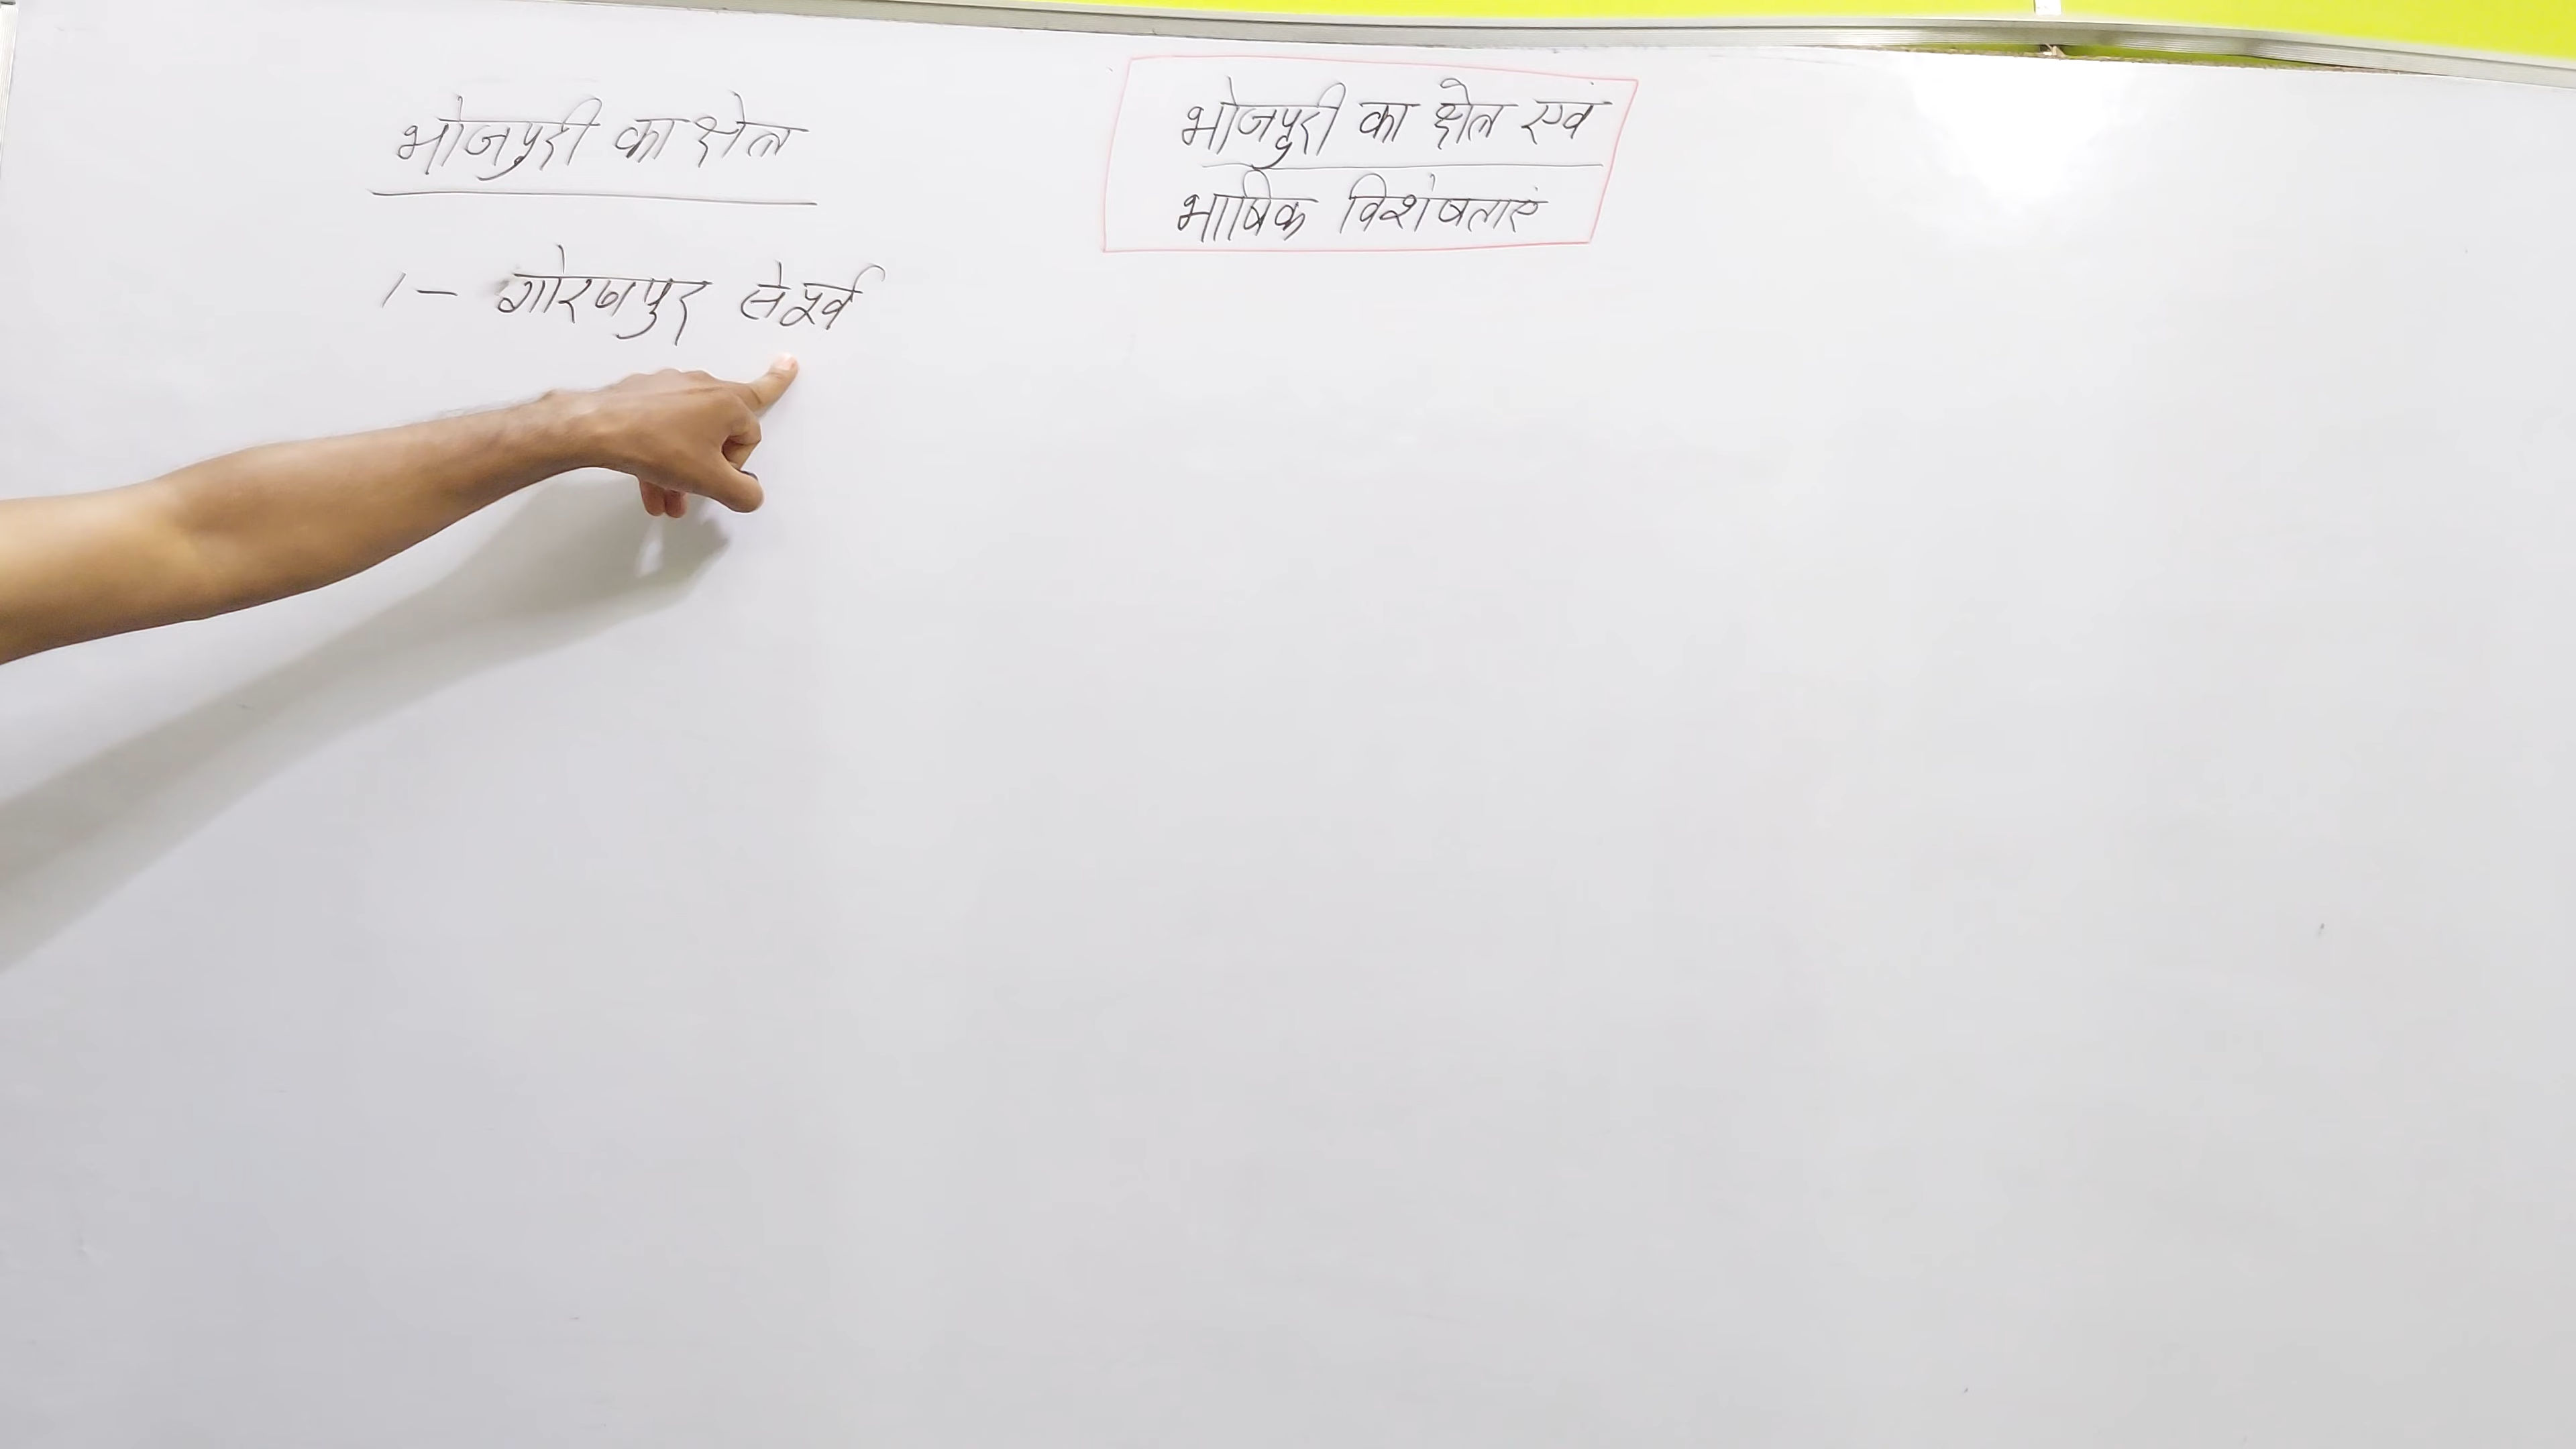 भोजपुरी का क्षेत्र एवं
भाषिक विशेषताएं
भोजपुरी का क्षेत्र
1- गोरखपुर से पूर्व